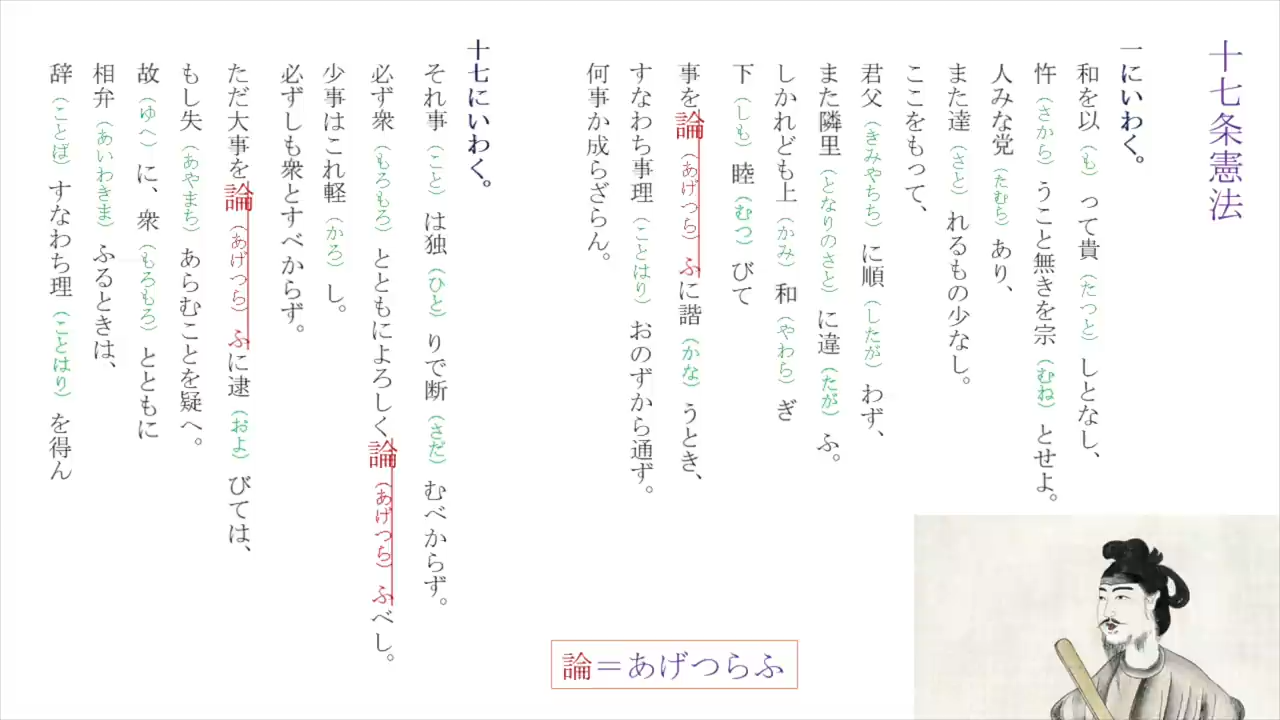 十七条憲法
一にいわく。
和を以（も）って貴（たつと）しとなし、
忤（さから）うこと無きを宗（むね）とせよ。
人みな党（たむら）あり、
また達（さと）れるもの少なし。
ここをもって、
君父（きみやちち）に順（したが）わず、
また隣里（となりのさと）に違（たが）ふ。
しかれども上（かみ）和（やわら）ぎ
下（しも）睦（むつ）びて
事を論（あげつら）ふに諧（かな）うとき、
すなわち事理（ことはり）おのずから通ず。
何事か成らざらん。
十七にいわく。
それ事（こと）は独（ひと）りで断（さだ）むべからず。
必ず衆（もろもろ）とともによろしく論（あげつら）ふべし。
少事はこれ軽（かろ）し。
必ずしも衆とすべからず。
ただ大事を論（あげつら）ふに逮（およ）びては、
もし失（あやまち）あらむことを疑へ。
故（ゆへ）に、衆（もろもろ）とともに
相弁（あいわきま）ふるときは、
辞（ことば）すなわち理（ことはり）を得ん
論＝あげつらふ